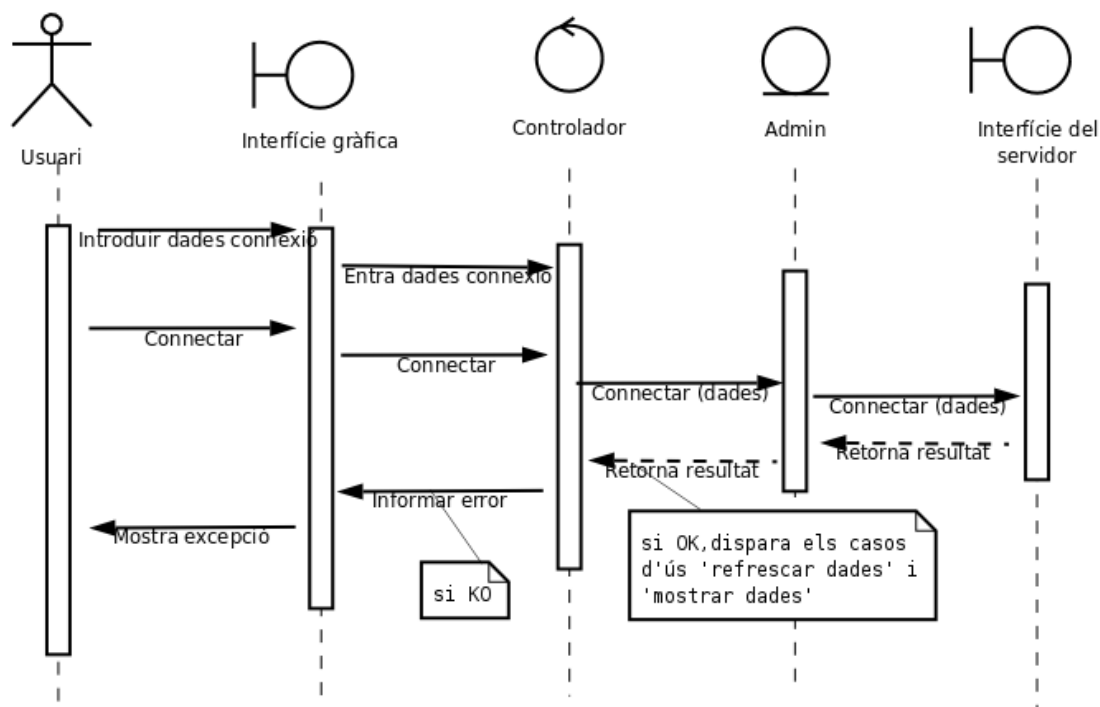 Usuari
Interfície gràfica
Controlador
Admin
Interfície del
servidor
Introduir dades connexió
Entra dades connexió
Connectar
Connectar
Connectar (dades)
Connectar (dades)
Retorna resultat
Retorna resultat
Informar error
Mostra excepció
si KO
si OK,dispara els casos
d'ús 'refrescar dades' i
'mostrar dades'